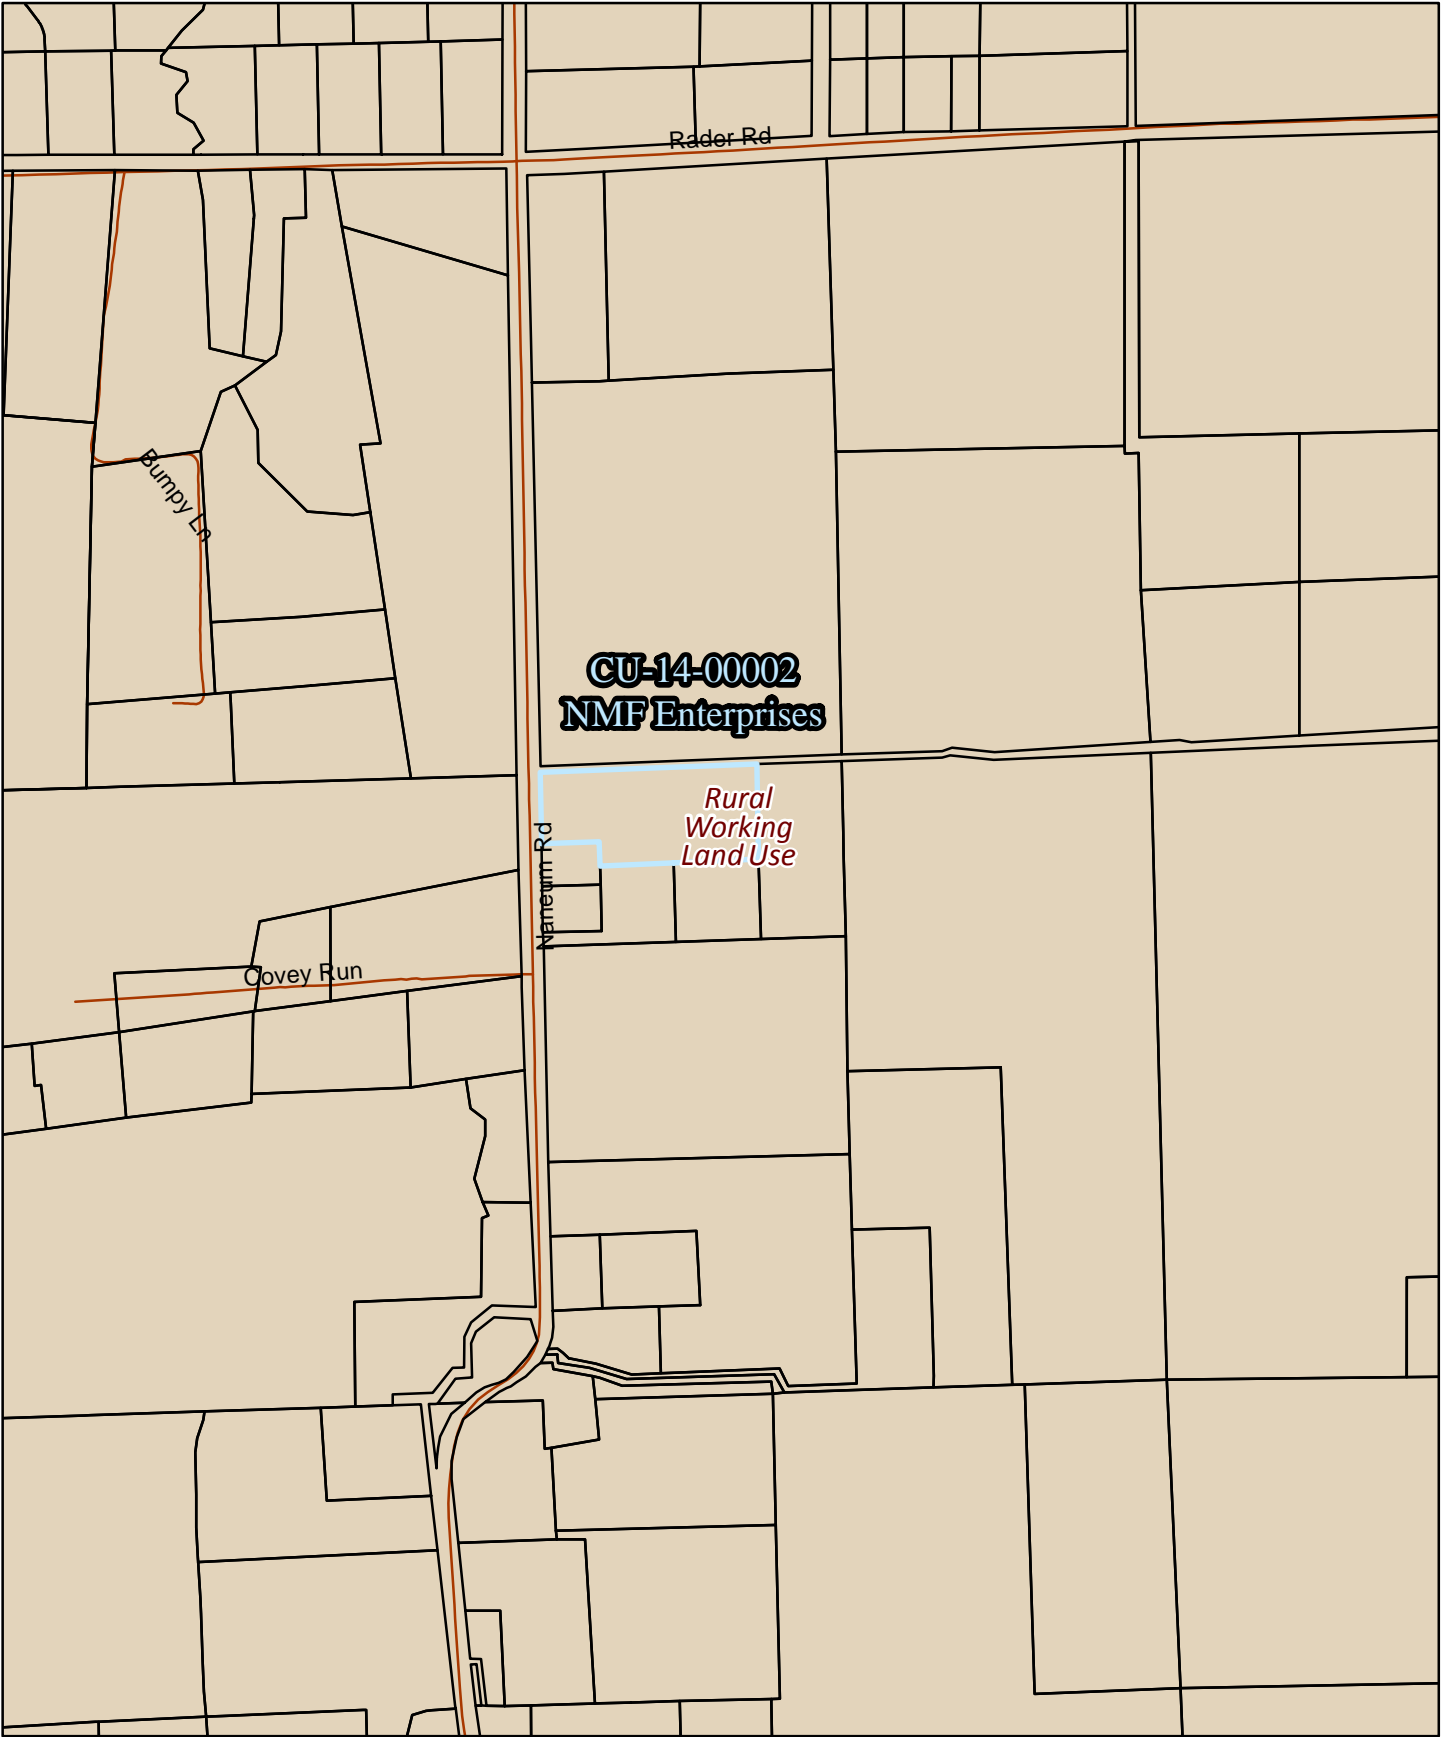 Rader Rd
Bumpy Ln
CU-14-00002
NMF Enterprises
Rural
Working
Land Use
Naneum Rd
Covey Run